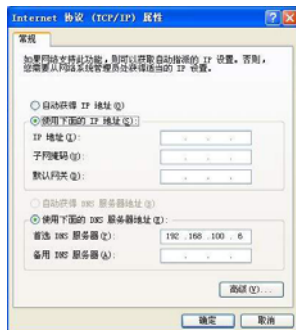 Internet 协议 (TCP/IP) 属性
常规
如果网络支持此功能，则可以获取自动指派的 IP 设置。否则，
您需要从网络系统管理员处获得适当的 IP 设置。
自动获得 IP 地址(O)
使用下面的 IP 地址(S):
IP 地址(I):
子网掩码(U):
默认网关(D):
自动获得 DNS 服务器地址(B)
使用下面的 DNS 服务器地址(E):
首选 DNS 服务器(P): 192 .168 .100 . 6
备用 DNS 服务器(A):
高级(V)...
确定 取消